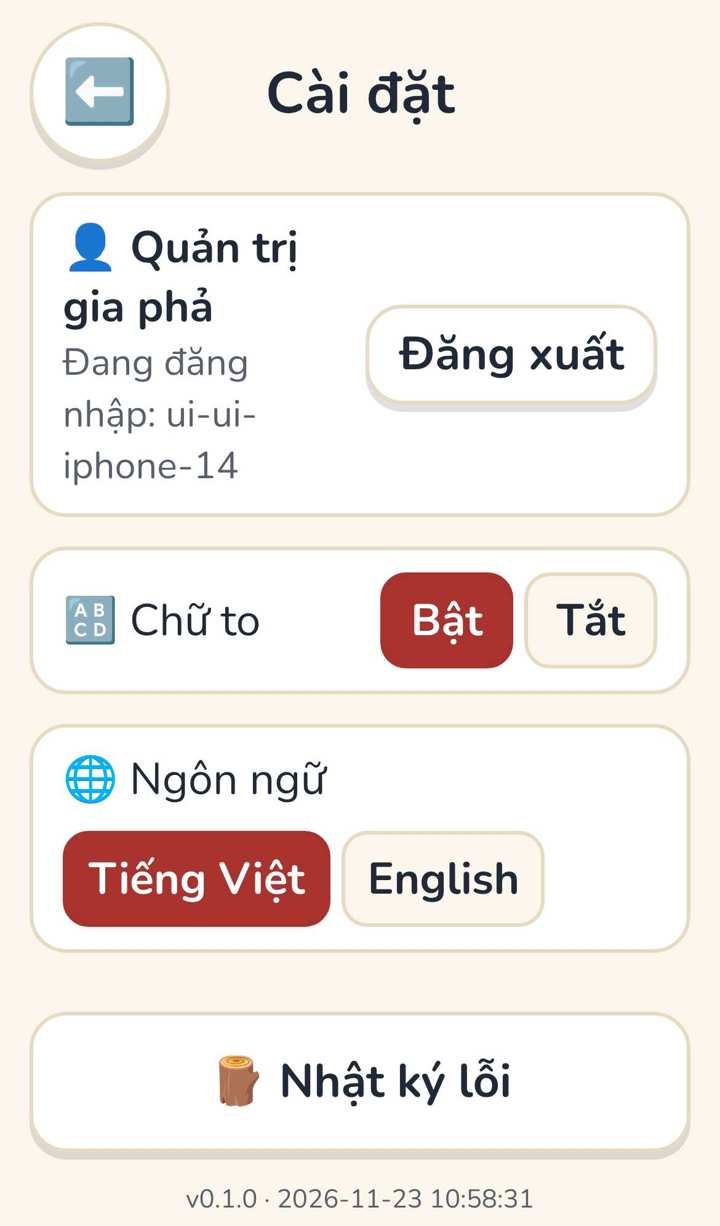 Cài đặt
👤 Quản trị
gia phả
Đang đăng
nhập: ui-ui-
iphone-14
Đăng xuất
🔠 Chữ to
Bật
Tắt
🌐 Ngôn ngữ
Tiếng Việt
English
🪵 Nhật ký lỗi
v0.1.0 · 2026-11-23 10:58:31